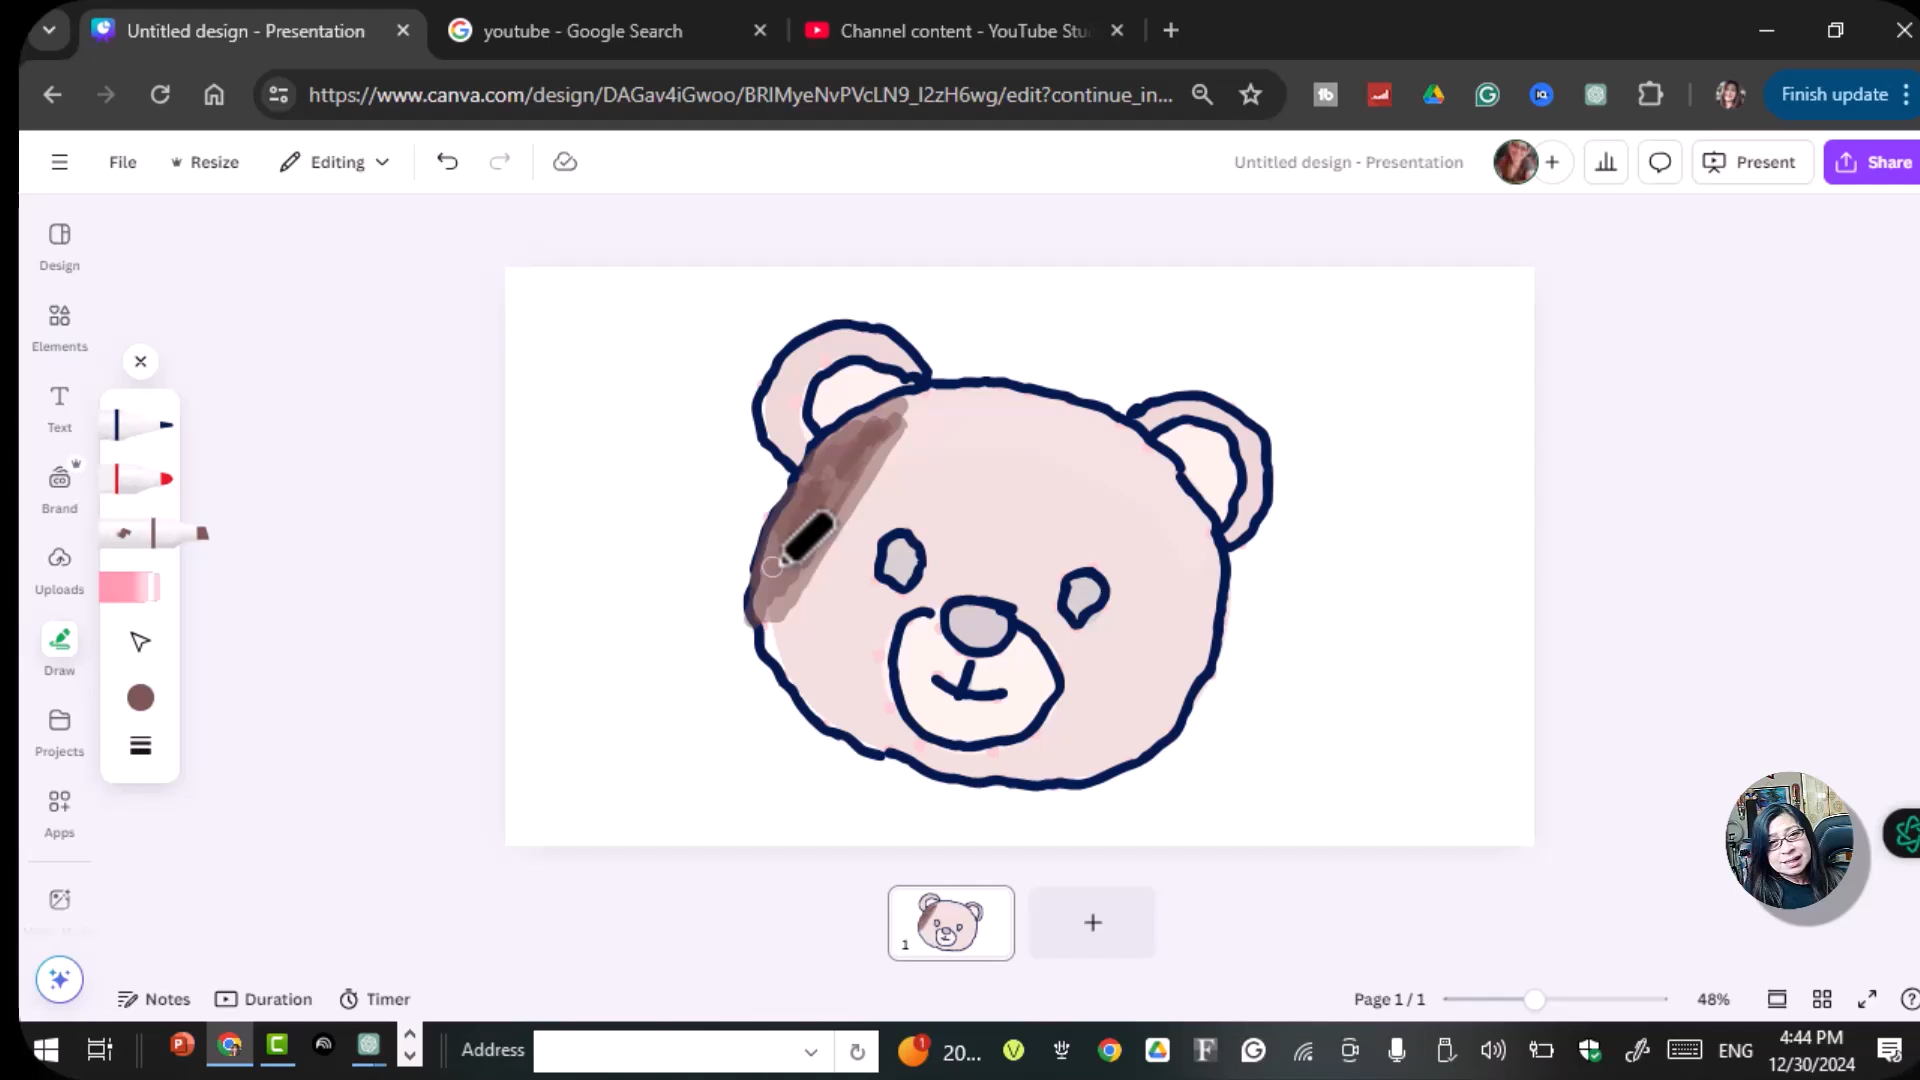 Untitled design - Presentation
youtube - Google Search
Channel content - YouTube Stu
https://www.canva.com/design/DAGav4iGwoo/BRIMyeNvPVcLN9_I2zH6wg/edit?continue_in...
Finish update
File
Resize
Editing
Untitled design - Presentation
Present
Share
Design
Elements
Text
Brand
Uploads
Draw
Projects
Apps
1
Notes
Duration
Timer
Page 1 / 1
48%
Address
20...
ENG
4:44 PM
12/30/2024